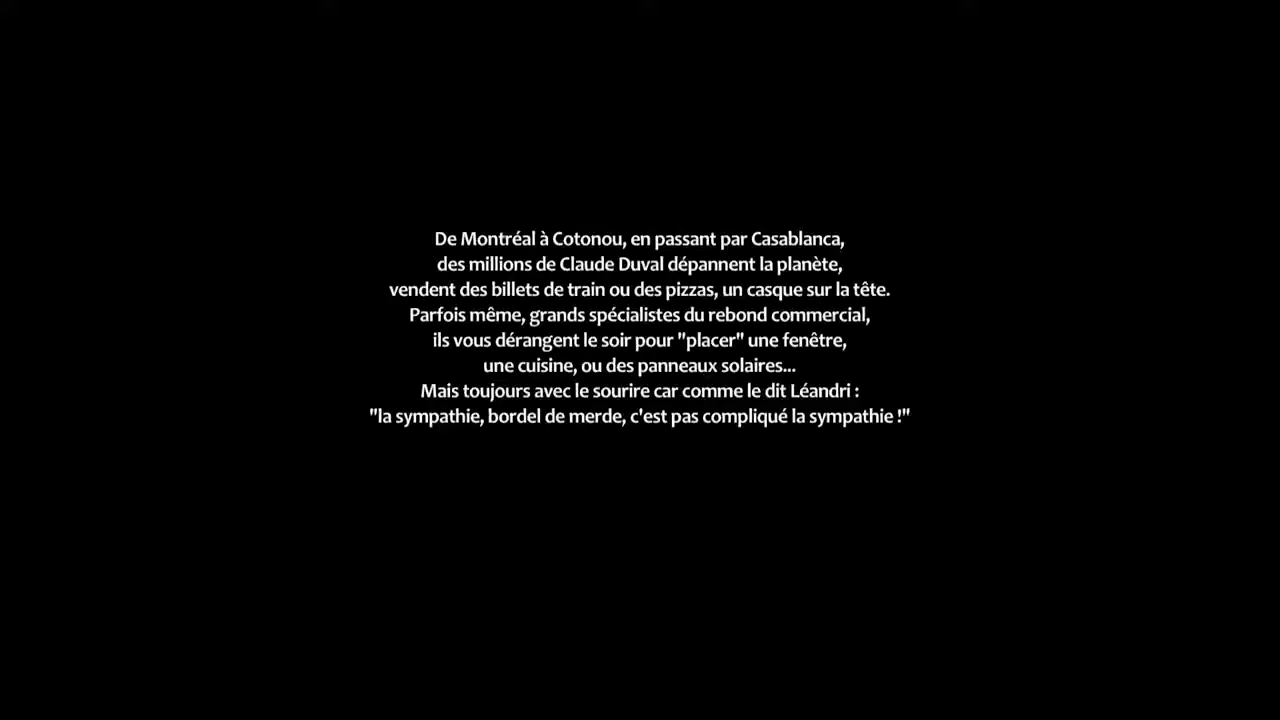 De Montréal à Cotonou, en passant par Casablanca,
des millions de Claude Duval dépannent la planète,
vendent des billets de train ou des pizzas, un casque sur la tête.
Parfois même, grands spécialistes du rebond commercial,
ils vous dérangent le soir pour "placer" une fenêtre,
une cuisine, ou des panneaux solaires...
Mais toujours avec le sourire car comme le dit Léandri :
"la sympathie, bordel de merde, c'est pas compliqué la sympathie !"